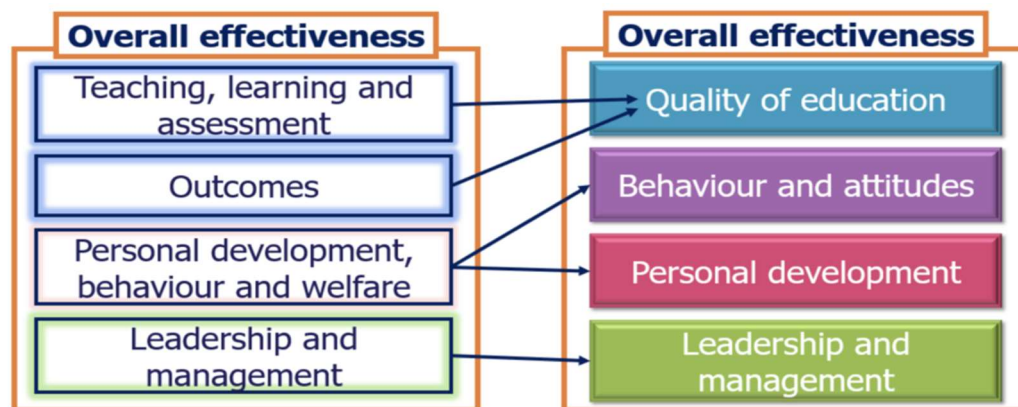 Overall effectiveness
Teaching, learning and
assessment
Outcomes
Personal development,
behaviour and welfare
Leadership and
management
Overall effectiveness
Quality of education
Behaviour and attitudes
Personal development
Leadership and
management